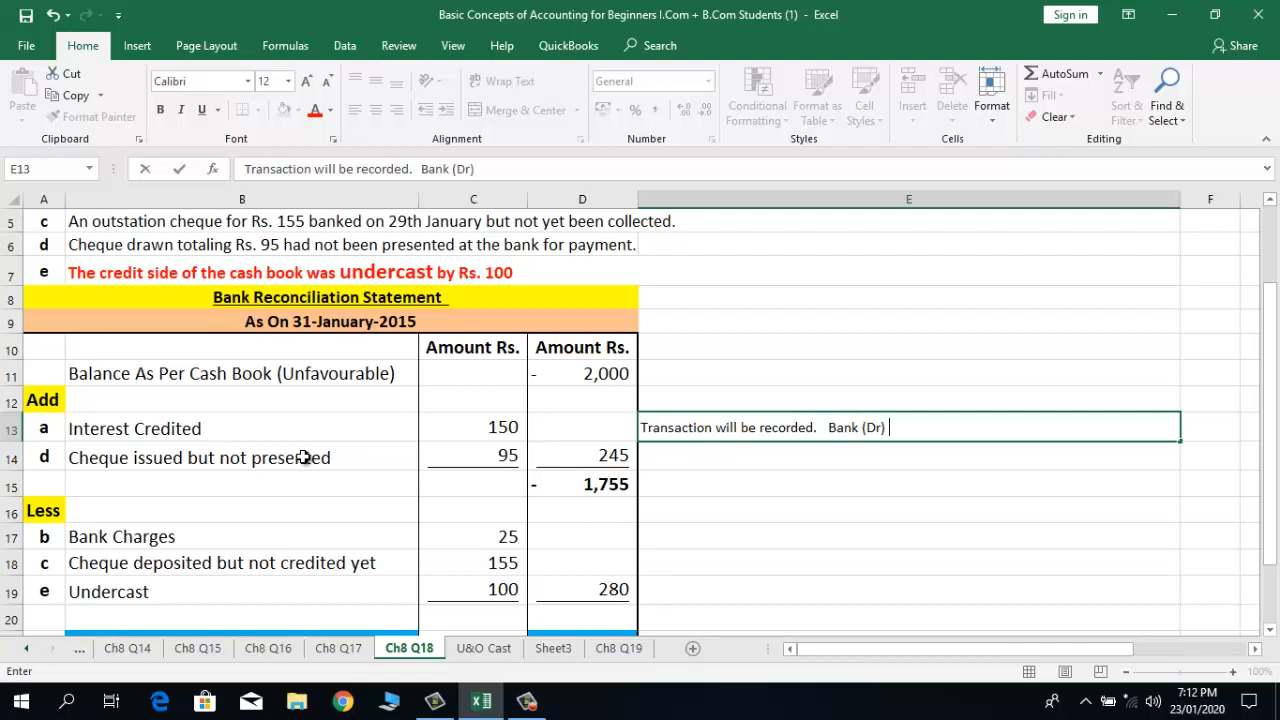 Basic Concepts of Accounting for Beginners I.Com + B.Com Students (1) - Excel
Sign in
File Home Insert Page Layout Formulas Data Review View Help QuickBooks Search Share
Paste Cut Copy Format Painter
Calibri 12 Wrap Text General
B I U Merge & Center % ,
Conditional Formatting Format as Table Cell Styles Insert Delete Format AutoSum Fill Clear Sort & Filter Find & Select
Clipboard Font Alignment Number Styles Cells Editing
E13 fx Transaction will be recorded. Bank (Dr)
A B C D E F
5 c An outstation cheque for Rs. 155 banked on 29th January but not yet been collected.
6 d Cheque drawn totaling Rs. 95 had not been presented at the bank for payment.
7 e The credit side of the cash book was undercast by Rs. 100
8 Bank Reconciliation Statement
9 As On 31-January-2015
10 Amount Rs. Amount Rs.
11 Balance As Per Cash Book (Unfavourable) - 2,000
12 Add
13 a Interest Credited 150 Transaction will be recorded. Bank (Dr)
14 d Cheque issued but not presented 95 245
15 - 1,755
16 Less
17 b Bank Charges 25
18 c Cheque deposited but not credited yet 155
19 e Undercast 100 280
20
... Ch8 Q14 Ch8 Q15 Ch8 Q16 Ch8 Q17 Ch8 Q18 U&O Cast Sheet3 Ch8 Q19
Enter 100%
7:12 PM
23/01/2020